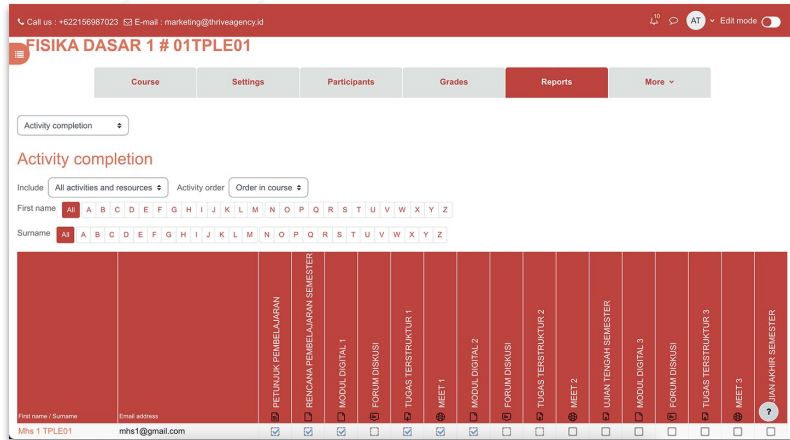 Call us : +622156987023 E-mail : marketing@thriveagency.id
10
AT
Edit mode
FISIKA DASAR 1 # 01TPLE01
Course Settings Participants Grades Reports More
Activity completion
Activity completion
Include All activities and resources Activity order Order in course
First name All A B C D E F G H I J K L M N O P Q R S T U V W X Y Z
Surname All A B C D E F G H I J K L M N O P Q R S T U V W X Y Z
First name / Surname
Email address
PETUNJUK PEMBELAJARAN
RENCANA PEMBELAJARAN SEMESTER
MODUL DIGITAL 1
FORUM DISKUSI
TUGAS TERSTRUKTUR 1
MEET 1
MODUL DIGITAL 2
FORUM DISKUSI
TUGAS TERSTRUKTUR 2
MEET 2
UJIAN TENGAH SEMESTER
MODUL DIGITAL 3
FORUM DISKUSI
TUGAS TERSTRUKTUR 3
MEET 3
UJIAN AKHIR SEMESTER
?
Mhs 1 TPLE01 mhs1@gmail.com